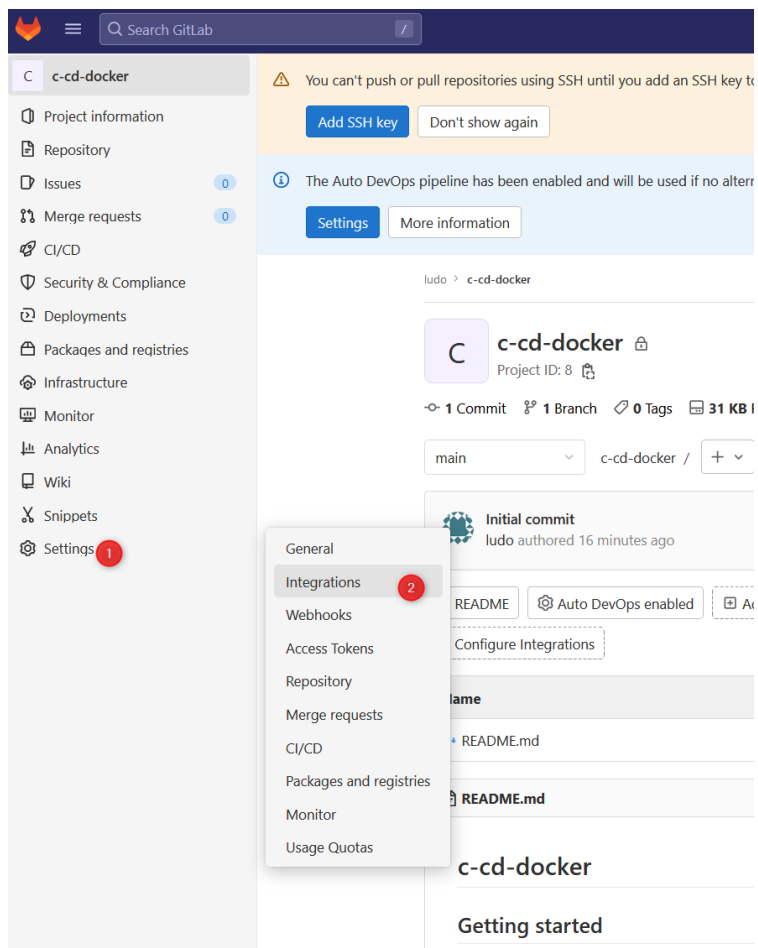 Search GitLab /
C c-cd-docker
Project information
Repository
Issues 0
Merge requests 0
CI/CD
Security & Compliance
Deployments
Packages and registries
Infrastructure
Monitor
Analytics
Wiki
Snippets
Settings 1
General
Integrations 2
Webhooks
Access Tokens
Repository
Merge requests
CI/CD
Packages and registries
Monitor
Usage Quotas
You can't push or pull repositories using SSH until you add an SSH key
Add SSH key Don't show again
The Auto DevOps pipeline has been enabled and will be used if no
Settings More information
ludo > c-cd-docker
C c-cd-docker
Project ID: 8
1 Commit 1 Branch 0 Tags 31 KB
main c-cd-docker / +
Initial commit
ludo authored 16 minutes ago
README Auto DevOps enabled
Configure Integrations
README.md
README.md
c-cd-docker
Getting started